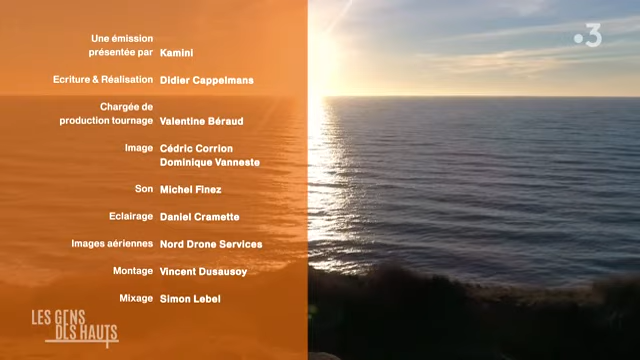 Une émission
présentée par Kamini
Ecriture & Réalisation Didier Cappelmans
Chargée de
production tournage Valentine Béraud
Image Cédric Corrion
Dominique Vanneste
Son Michel Finez
Eclairage Daniel Cramette
Images aériennes Nord Drone Services
Montage Vincent Dusausoy
Mixage Simon Lebel
LES GENS
DES HAUTS
3